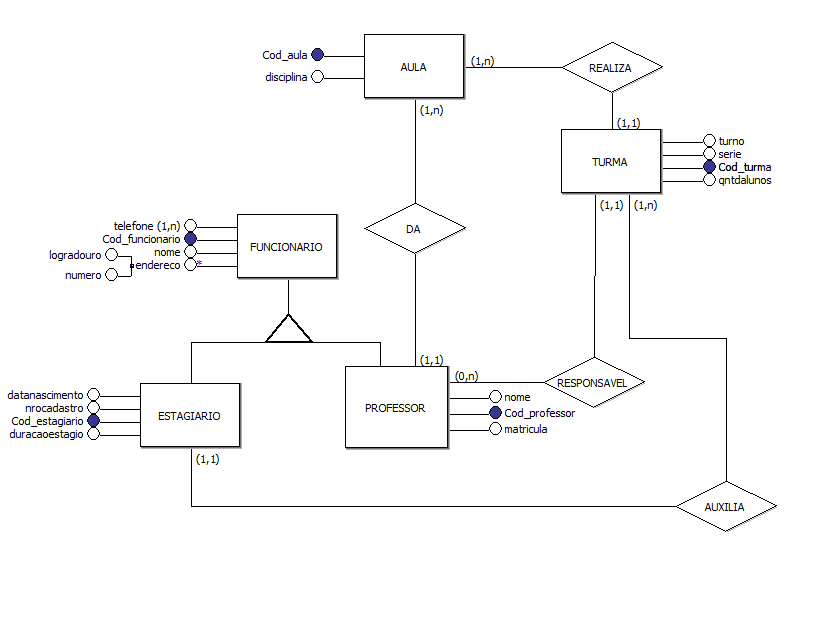 Cod_aula
disciplina
AULA
(1,n)
REALIZA
(1,n)
(1,1)
TURMA
turno
serie
Cod_turma
qntdalunos
(1,1)
(1,n)
telefone (1,n)
Cod_funcionario
nome
endereco
*
logradouro
numero
FUNCIONARIO
DA
(1,1)
(0,n)
RESPONSAVEL
datanascimento
nrocadastro
Cod_estagiario
duracaoestagio
ESTAGIARIO
PROFESSOR
nome
Cod_professor
matricula
(1,1)
AUXILIA